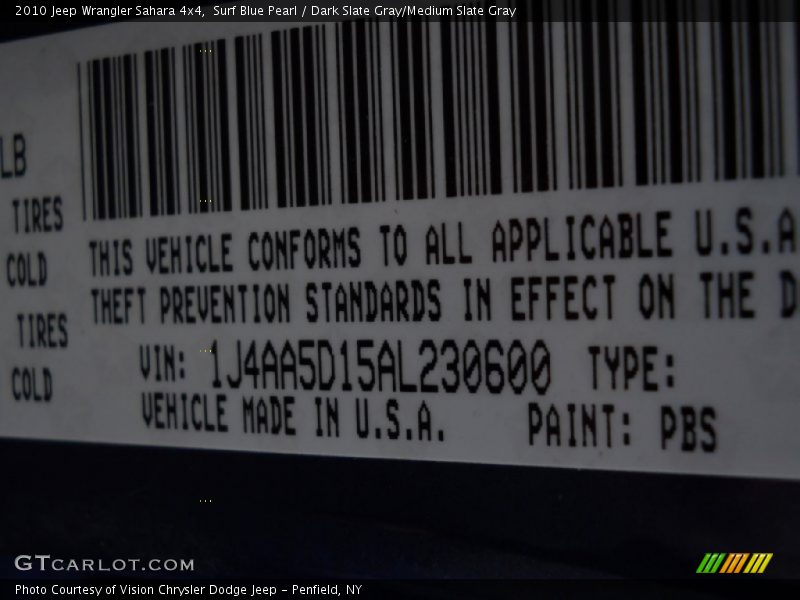 2010 Jeep Wrangler Sahara 4x4,  Surf Blue Pearl / Dark Slate Gray/Medium Slate Gray
LB
TIRES
COLD
TIRES
COLD
THIS VEHICLE CONFORMS TO ALL APPLICABLE U.S.A
THEFT PREVENTION STANDARDS IN EFFECT ON THE D
VIN: 1J4AA5D15AL230600 TYPE:
VEHICLE MADE IN U.S.A. PAINT: PBS
GTCARLOT.COM
Photo Courtesy of Vision Chrysler Dodge Jeep – Penfield, NY